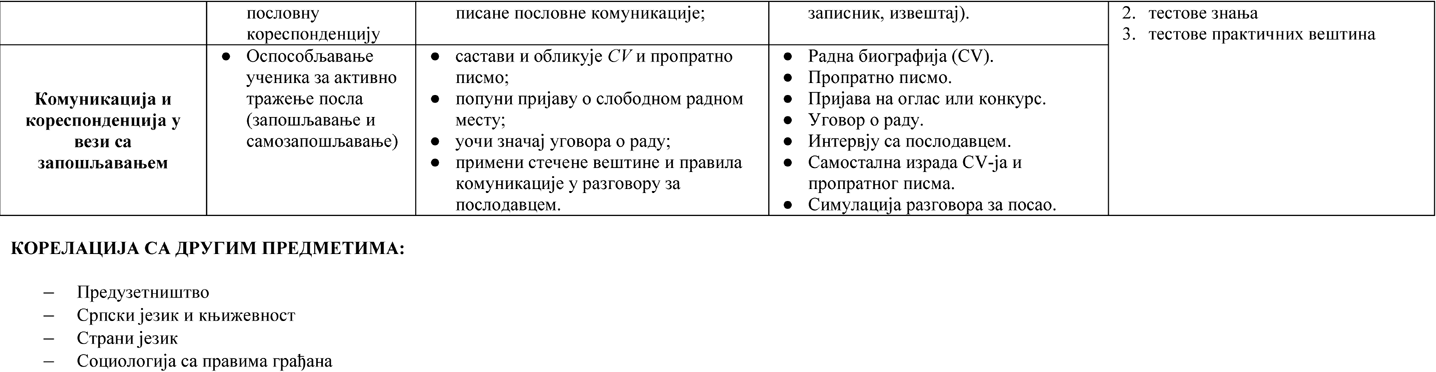 пословну
кореспонденцију
писане пословне комуникације;
записник, извештај).
2. тестове знања
3. тестове практичних вештина
Комуникација и
кореспонденција у
вези са
запошљавањем
● Оспособљавање
ученика за активно
тражење посла
(запошљавање и
самозапошљавање)
● састави и обликује CV и пропратно
писмо;
● попуни пријаву о слободном радном
месту;
● уочи значај уговора о раду;
● примени стечене вештине и правила
комуникације у разговору за
послодавцем.
● Радна биографија (CV).
● Пропратно писмо.
● Пријава на оглас или конкурс.
● Уговор о раду.
● Интервју са послодавцем.
● Самостална израда CV-ја и
пропратног писма.
● Симулација разговора за посао.
КОРЕЛАЦИЈА СА ДРУГИМ ПРЕДМЕТИМА:
– Предузетништво
– Српски језик и књижевност
– Страни језик
– Социологија са правима грађана